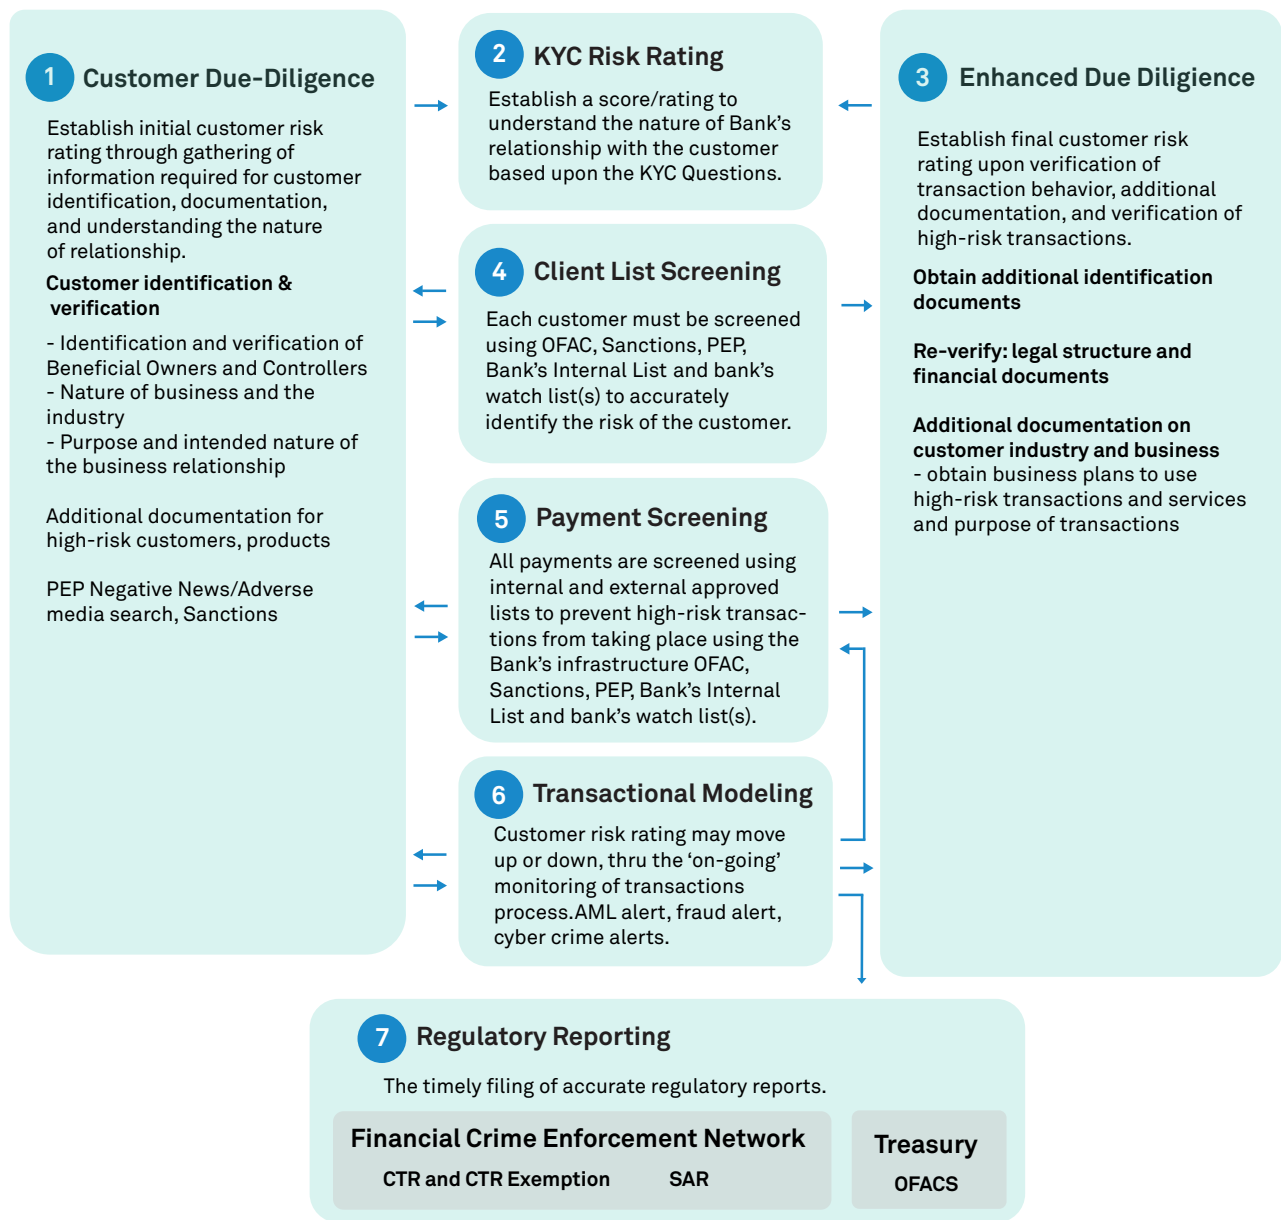 1 Customer Due-Diligence
Establish initial customer risk
rating through gathering of
information required for customer
identification, documentation,
and understanding the nature
of relationship.
Customer identification &
verification
- Identification and verification of
Beneficial Owners and Controllers
- Nature of business and the
industry
- Purpose and intended nature of
the business relationship
Additional documentation for
high-risk customers, products
PEP Negative News/Adverse
media search, Sanctions
2 KYC Risk Rating
Establish a score/rating to
understand the nature of Bank's
relationship with the customer
based upon the KYC Questions.
3 Enhanced Due Diligience
Establish final customer risk
rating upon verification of
transaction behavior, additional
documentation, and verification of
high-risk transactions.
Obtain additional identification
documents
Re-verify: legal structure and
financial documents
Additional documentation on
customer industry and business
- obtain business plans to use
high-risk transactions and services
and purpose of transactions
4 Client List Screening
Each customer must be screened
using OFAC, Sanctions, PEP,
Bank's Internal List and bank's
watch list(s) to accurately
identify the risk of the customer.
5 Payment Screening
All payments are screened using
internal and external approved
lists to prevent high-risk transac-
tions from taking place using the
Bank's infrastructure OFAC,
Sanctions, PEP, Bank's Internal
List and bank's watch list(s).
6 Transactional Modeling
Customer risk rating may move
up or down, thru the 'on-going'
monitoring of transactions
process.AML alert, fraud alert,
cyber crime alerts.
7 Regulatory Reporting
The timely filing of accurate regulatory reports.
Financial Crime Enforcement Network
CTR and CTR Exemption SAR
Treasury
OFACS